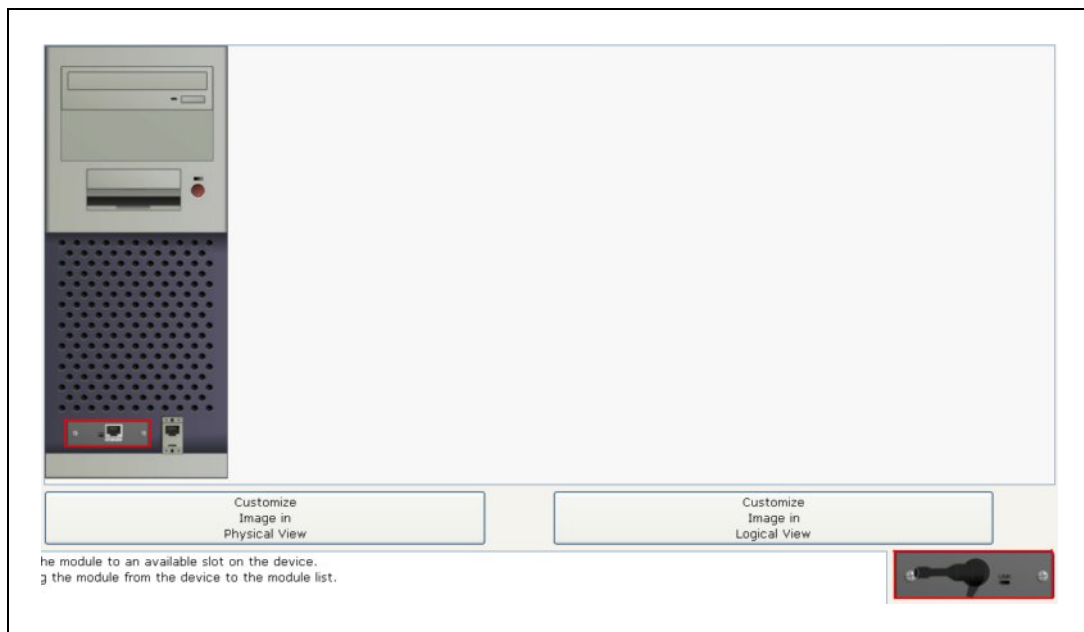 Customize
Image in
Physical View
Customize
Image in
Logical View
he module to an available slot on the device.
g the module from the device to the module list.